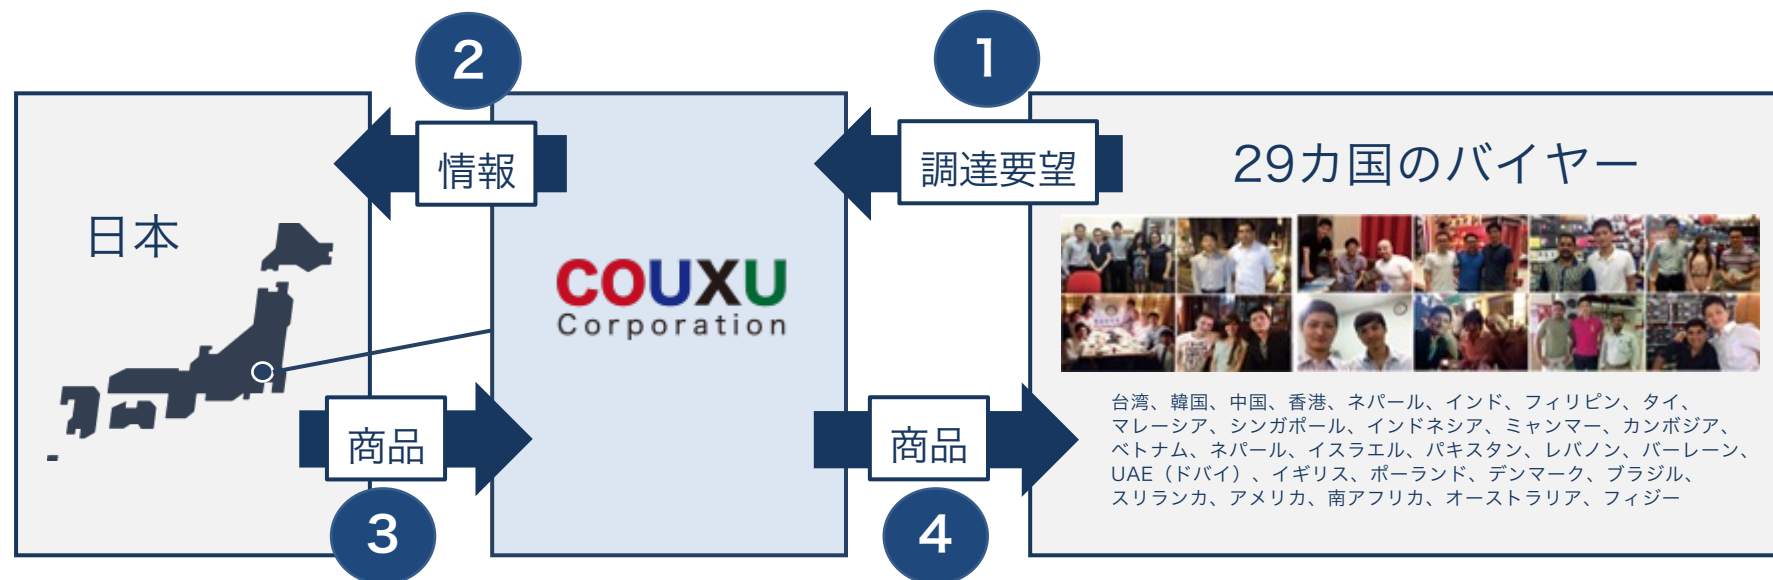 2
1
情報
調達要望
29カ国のバイヤー
日本
COUXU
Corporation
台湾、韓国、中国、香港、ネパール、インド、フィリピン、タイ、
マレーシア、シンガポール、インドネシア、ミャンマー、カンボジア、
ベトナム、ネパール、イスラエル、パキスタン、レバノン、バーレーン、
UAE（ドバイ）、イギリス、ポーランド、デンマーク、ブラジル、
スリランカ、アメリカ、南アフリカ、オーストラリア、フィジー
商品
商品
3
4